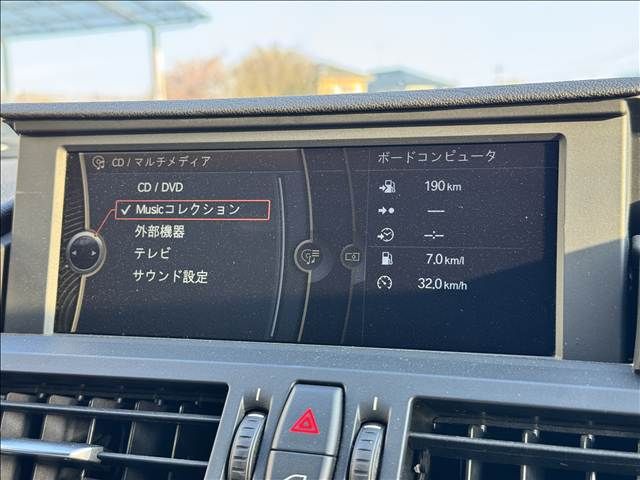 CD / マルチメディア
CD / DVD
✓ Musicコレクション
外部機器
テレビ
サウンド設定
ボードコンピュータ
190 km
---
-:--
7.0 km/l
32.0 km/h